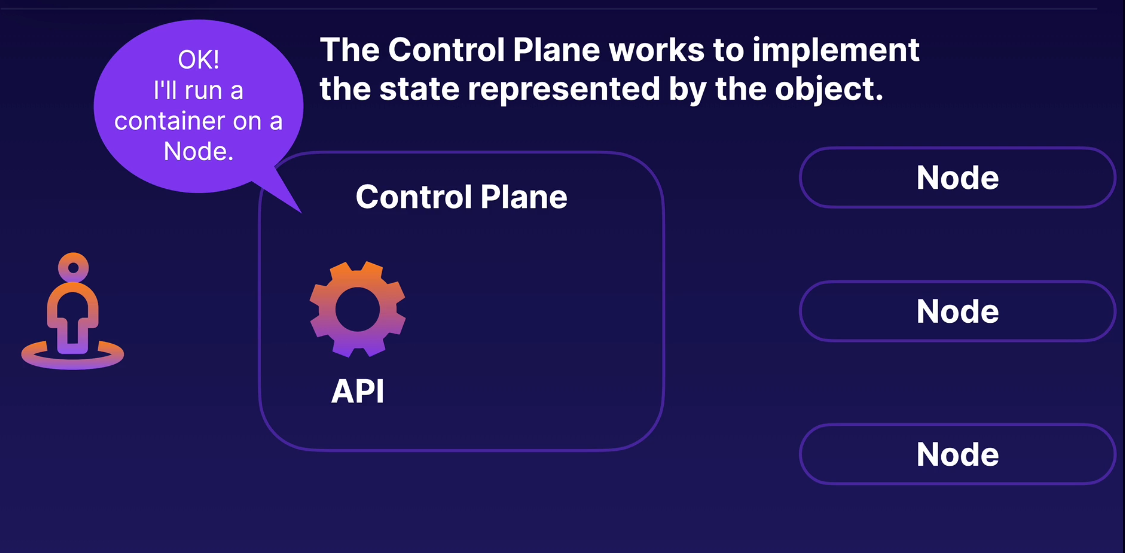 OK!
I'll run a
container on a
Node.
The Control Plane works to implement
the state represented by the object.
Control Plane
API
Node
Node
Node